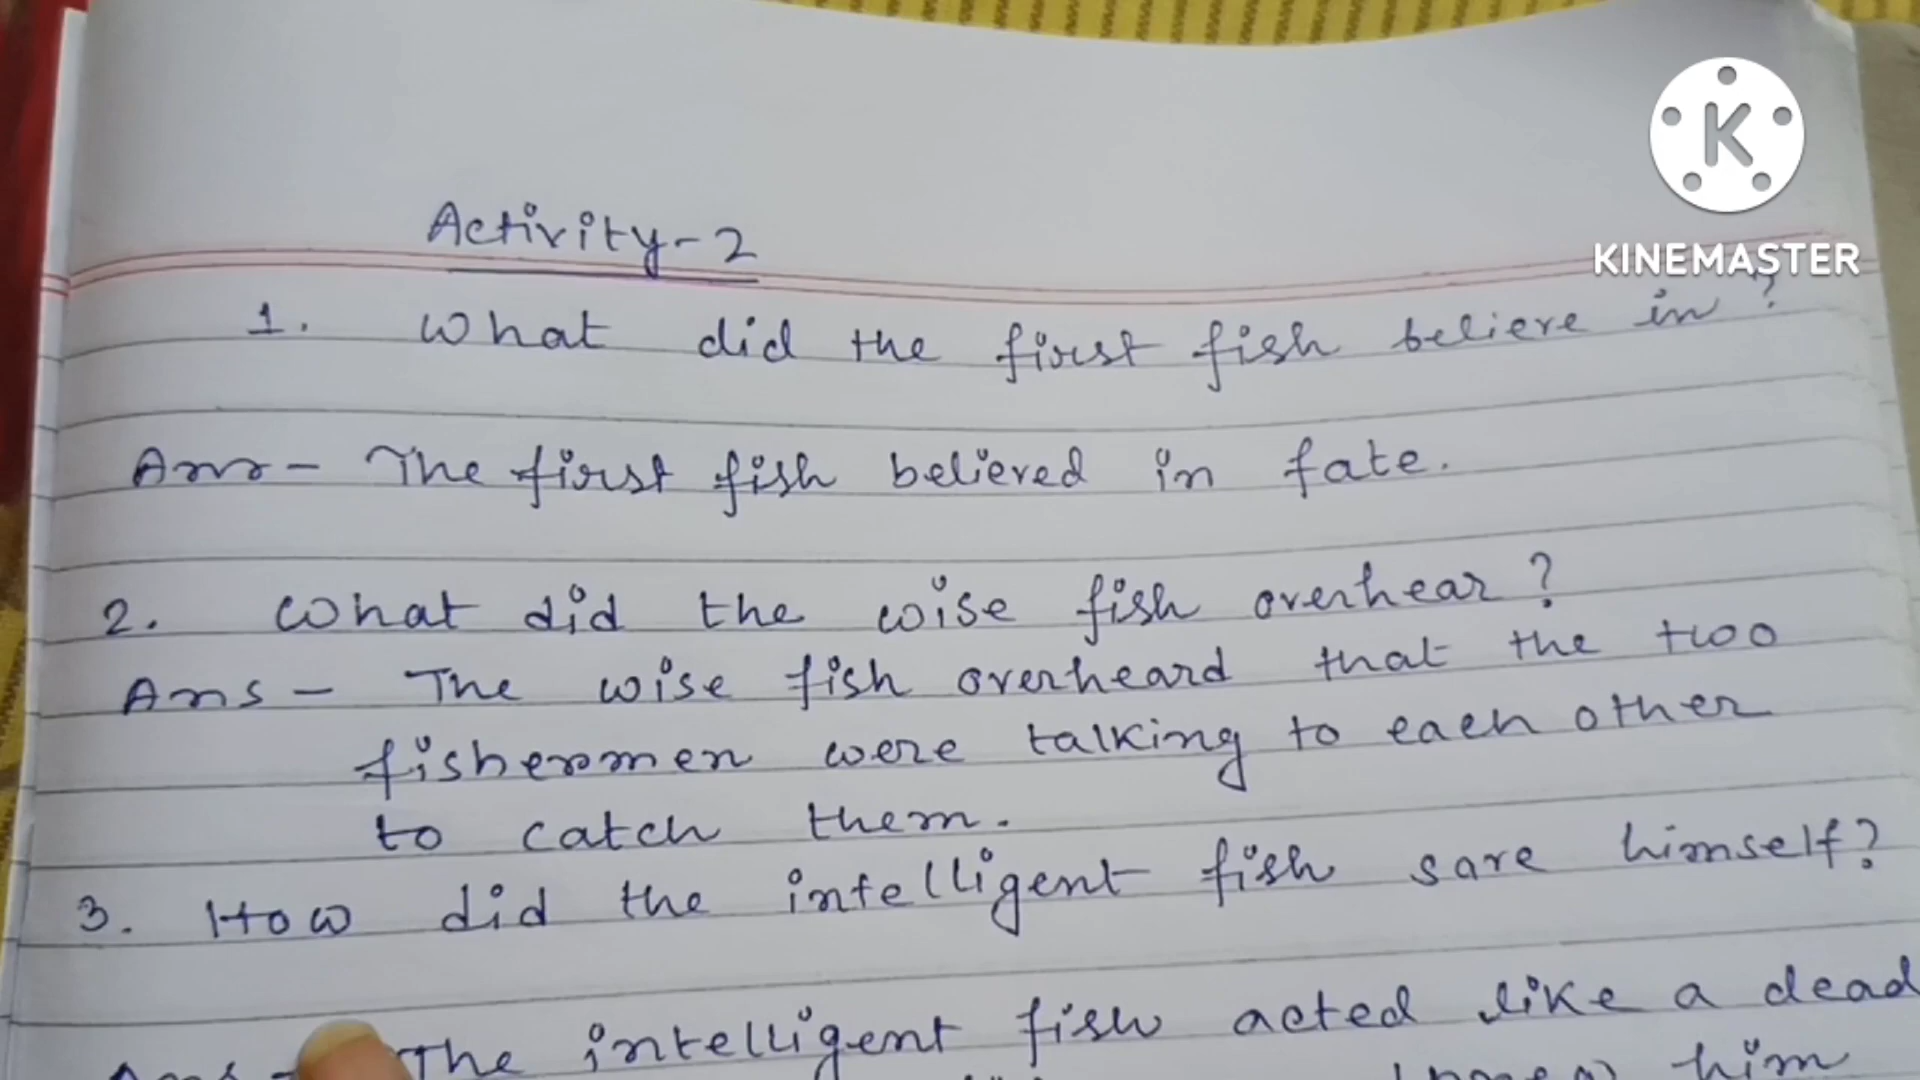 KINEMASTER
Activity-2
1. What did the first fish believe in?
Ans- The first fish believed in fate.
2. What did the wise fish overhear?
Ans - The wise fish overheard that the two
fishermen were talking to each other
to catch them.
3. How did the intelligent fish save himself?
Ans - The intelligent fish acted like a dead
him